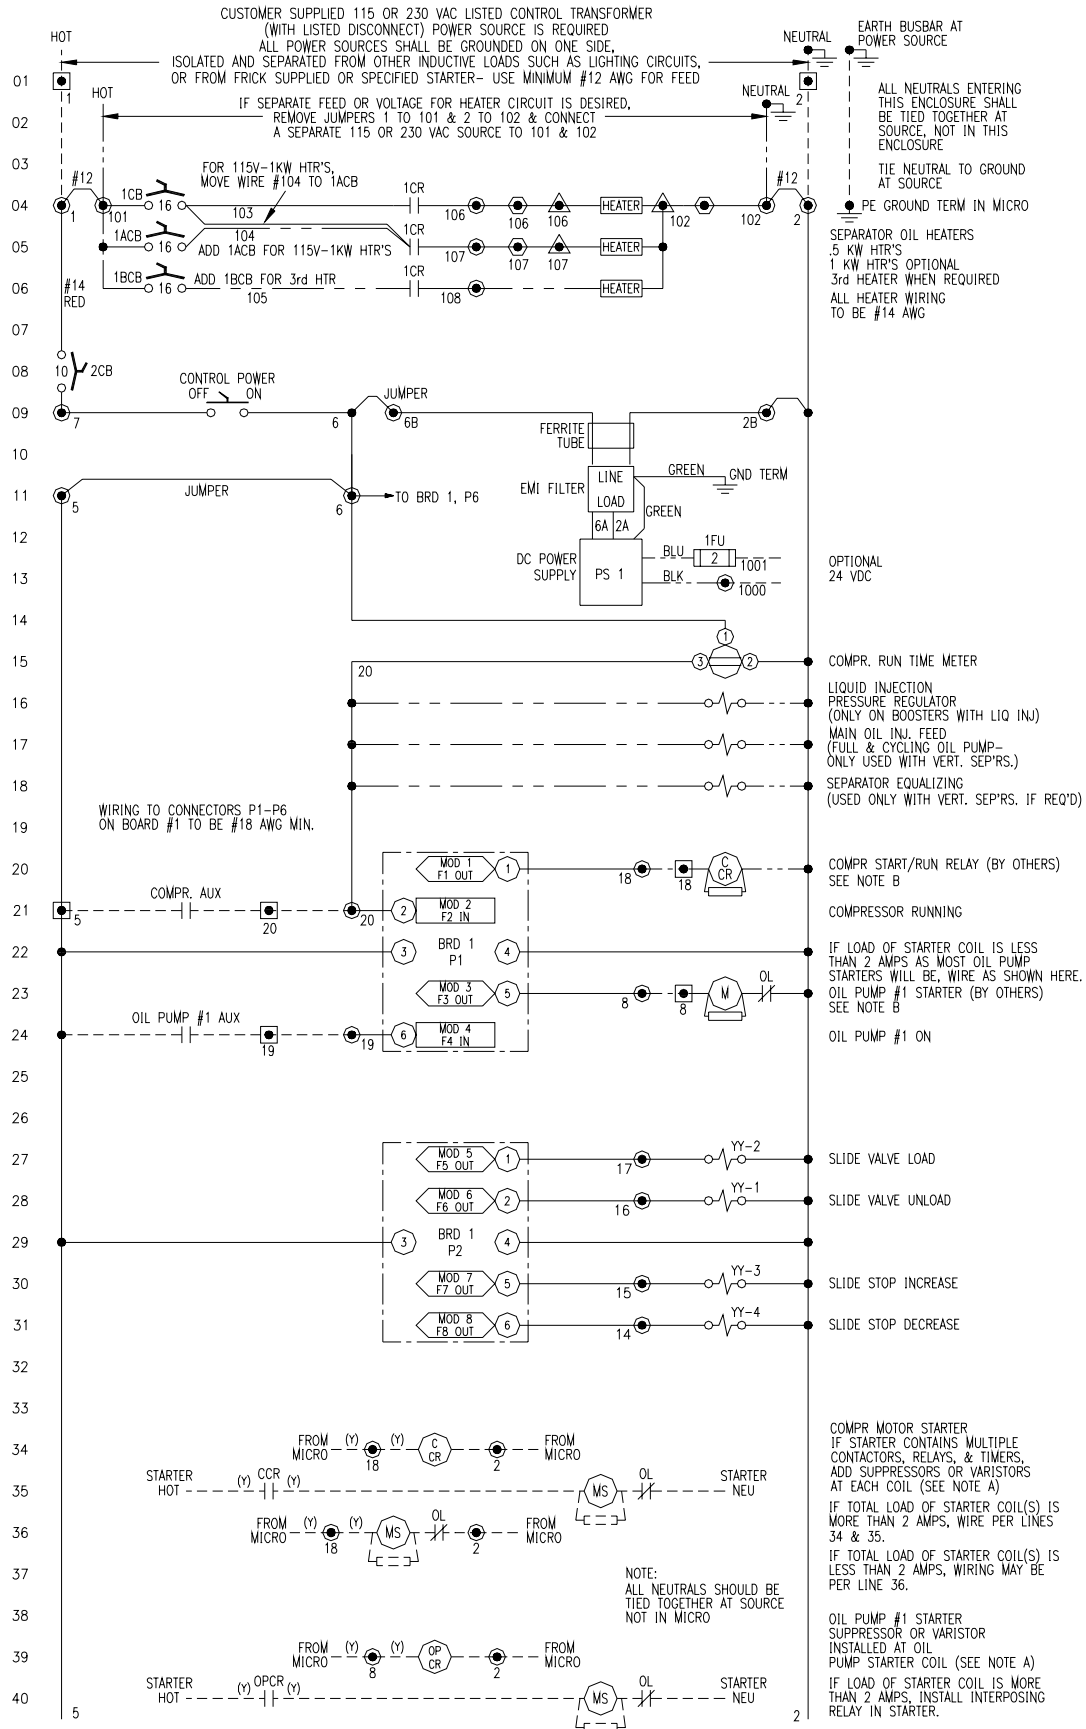 CUSTOMER SUPPLIED 115 OR 230 VAC LISTED CONTROL TRANSFORMER
(WITH LISTED DISCONNECT) POWER SOURCE IS REQUIRED
ALL POWER SOURCES SHALL BE GROUNDED ON ONE SIDE,
ISOLATED AND SEPARATED FROM OTHER INDUCTIVE LOADS SUCH AS LIGHTING CIRCUITS,
OR FROM FRICK SUPPLIED OR SPECIFIED STARTER- USE MINIMUM #12 AWG FOR FEED
HOT
NEUTRAL
EARTH BUSBAR AT
POWER SOURCE
01
1
2
HOT
IF SEPARATE FEED OR VOLTAGE FOR HEATER CIRCUIT IS DESIRED,
REMOVE JUMPERS 1 TO 101 & 2 TO 102 & CONNECT
A SEPARATE 115 OR 230 VAC SOURCE TO 101 & 102
NEUTRAL
ALL NEUTRALS ENTERING
THIS ENCLOSURE SHALL
BE TIED TOGETHER AT
SOURCE, NOT IN THIS
ENCLOSURE
02
03
TIE NEUTRAL TO GROUND
AT SOURCE
FOR 115V-1KW HTR'S,
MOVE WIRE #104 TO 1ACB
#12
#12
04
1
101
1CB
16
103
1CR
106
106
106
HEATER
102
102
2
PE GROUND TERM IN MICRO
05
1ACB
16
104
ADD 1ACB FOR 115V-1KW HTR'S
1CR
107
107
107
HEATER
SEPARATOR OIL HEATERS
.5 KW HTR'S
1 KW HTR'S OPTIONAL
3rd HEATER WHEN REQUIRED
ALL HEATER WIRING
TO BE #14 AWG
06
#14
RED
1BCB
16
ADD 1BCB FOR 3rd HTR
105
1CR
108
HEATER
07
08
10
2CB
09
7
CONTROL POWER
OFF
ON
6
JUMPER
6B
2B
10
FERRITE
TUBE
11
5
JUMPER
6
TO BRD 1, P6
EMI FILTER
LINE
LOAD
GREEN
GND TERM
GREEN
12
6A
2A
DC POWER
SUPPLY
PS 1
BLU
1FU
2
1001
OPTIONAL
24 VDC
13
BLK
1000
14
1
15
20
3
2
COMPR. RUN TIME METER
16
LIQUID INJECTION
PRESSURE REGULATOR
(ONLY ON BOOSTERS WITH LIQ INJ)
17
MAIN OIL INJ. FEED
(FULL & CYCLING OIL PUMP-
ONLY USED WITH VERT. SEP'RS.)
18
SEPARATOR EQUALIZING
(USED ONLY WITH VERT. SEP'RS. IF REQ'D)
19
WIRING TO CONNECTORS P1-P6
ON BOARD #1 TO BE #18 AWG MIN.
20
MOD 1
F1 OUT
1
18
18
C
CR
COMPR START/RUN RELAY (BY OTHERS)
SEE NOTE B
21
5
COMPR. AUX
20
20
2
MOD 2
F2 IN
COMPRESSOR RUNNING
22
3
BRD 1
P1
4
IF LOAD OF STARTER COIL IS LESS
THAN 2 AMPS AS MOST OIL PUMP
STARTERS WILL BE, WIRE AS SHOWN HERE.
23
MOD 3
F3 OUT
5
8
8
M
OL
OIL PUMP #1 STARTER (BY OTHERS)
SEE NOTE B
24
OIL PUMP #1 AUX
19
19
6
MOD 4
F4 IN
OIL PUMP #1 ON
25
26
27
MOD 5
F5 OUT
1
17
YY-2
SLIDE VALVE LOAD
28
MOD 6
F6 OUT
2
16
YY-1
SLIDE VALVE UNLOAD
29
3
BRD 1
P2
4
30
MOD 7
F7 OUT
5
15
YY-3
SLIDE STOP INCREASE
31
MOD 8
F8 OUT
6
14
YY-4
SLIDE STOP DECREASE
32
33
34
FROM
MICRO
(Y)
18
(Y)
C
CR
2
FROM
MICRO
COMPR MOTOR STARTER
IF STARTER CONTAINS MULTIPLE
CONTACTORS, RELAYS, & TIMERS,
ADD SUPPRESSORS OR VARISTORS
AT EACH COIL (SEE NOTE A)
35
STARTER
HOT
(Y)
CCR
(Y)
MS
OL
STARTER
NEU
36
FROM
MICRO
(Y)
18
(Y)
MS
OL
2
FROM
MICRO
IF TOTAL LOAD OF STARTER COIL(S) IS
MORE THAN 2 AMPS, WIRE PER LINES
34 & 35.
37
IF TOTAL LOAD OF STARTER COIL(S) IS
LESS THAN 2 AMPS, WIRING MAY BE
PER LINE 36.
NOTE:
ALL NEUTRALS SHOULD BE
TIED TOGETHER AT SOURCE
NOT IN MICRO
38
39
FROM
MICRO
(Y)
8
(Y)
OP
CR
2
FROM
MICRO
OIL PUMP #1 STARTER
SUPPRESSOR OR VARISTOR
INSTALLED AT OIL
PUMP STARTER COIL (SEE NOTE A)
40
5
STARTER
HOT
(Y)
OPCR
(Y)
MS
OL
STARTER
NEU
2
IF LOAD OF STARTER COIL IS MORE
THAN 2 AMPS, INSTALL INTERPOSING
RELAY IN STARTER.